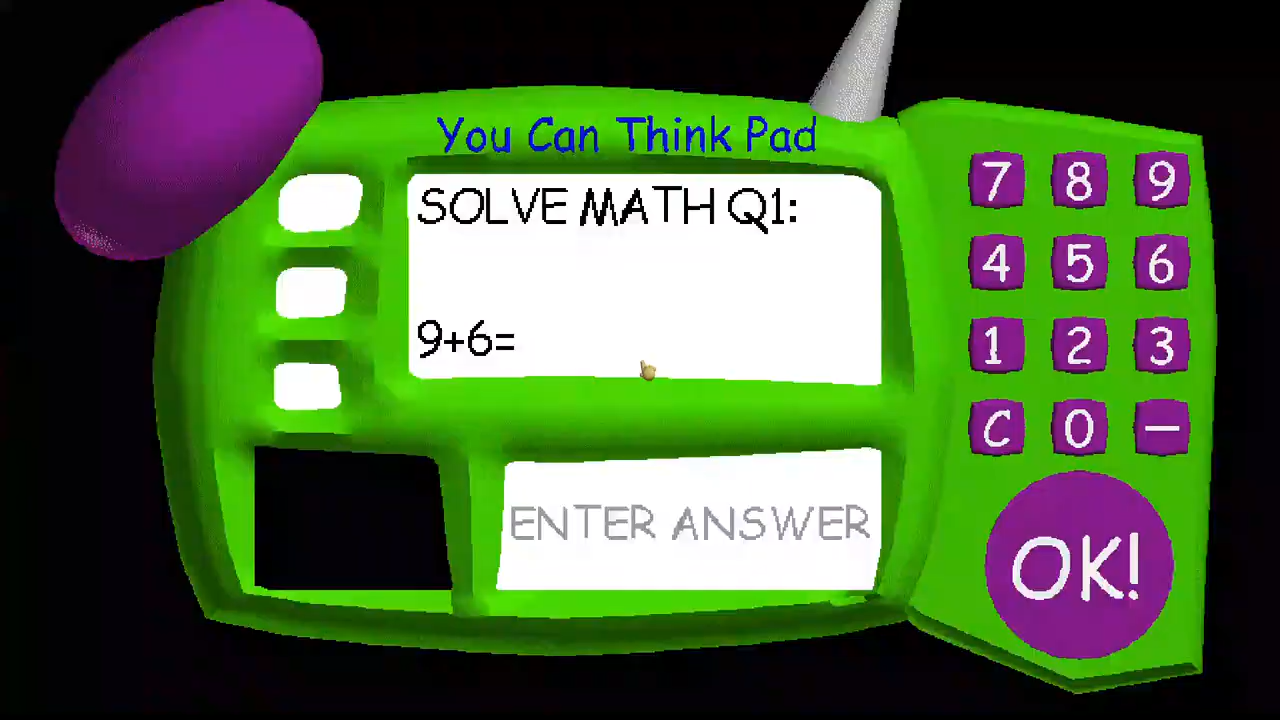 You Can Think Pad
SOLVE MATH Q1:
9+6=
ENTER ANSWER
7 8 9
4 5 6
1 2 3
C 0 −
OK!